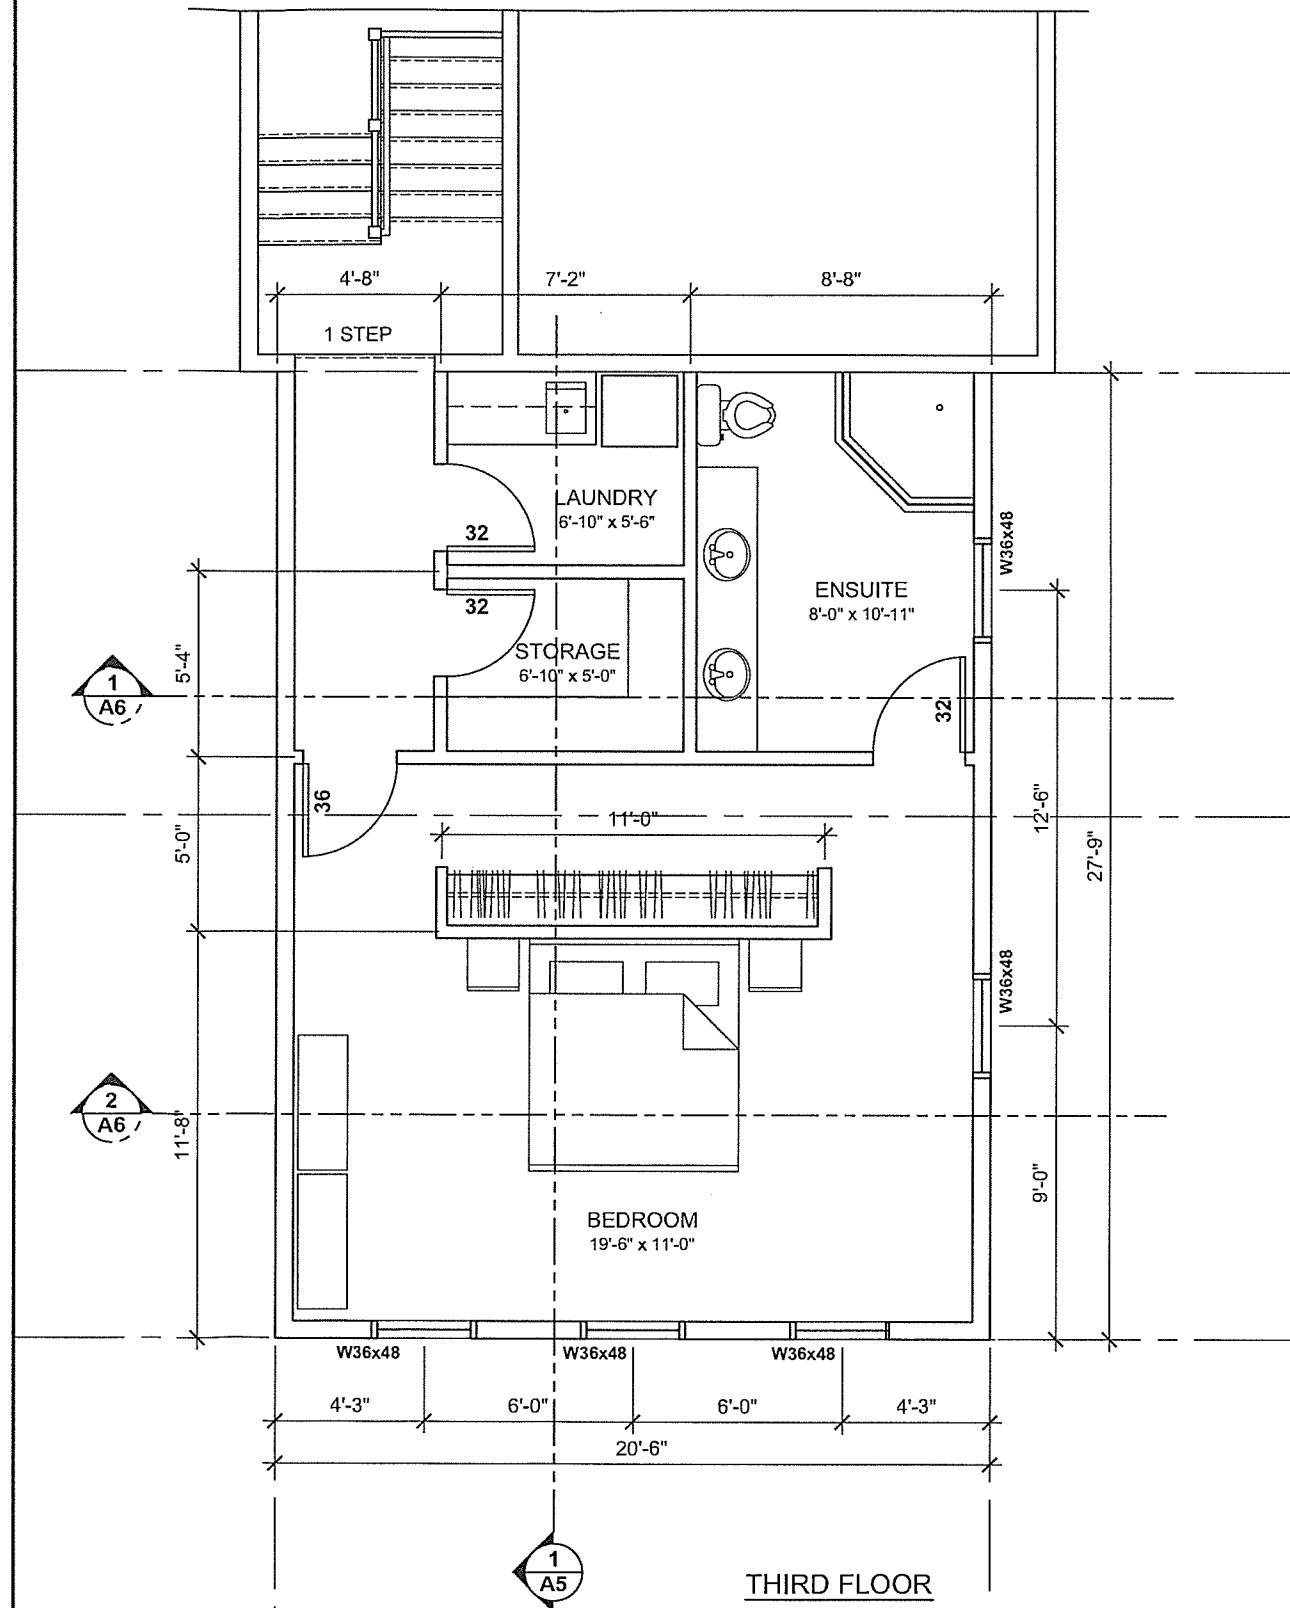 4'-8" 7'-2" 8'-8"
1 STEP
LAUNDRY
6'-10" x 5'-6"
32
W36x48
32
ENSUITE
8'-0" x 10'-11"
STORAGE
6'-10" x 5'-0"
5'-4"
1
A6
32
36
11'-0"
12'-6"
5'-0"
27'-9"
W36x48
2
A6
11'-8"
9'-0"
BEDROOM
19'-6" x 11'-0"
W36x48 W36x48 W36x48
4'-3" 6'-0" 6'-0" 4'-3"
20'-6"
1
A5
THIRD FLOOR